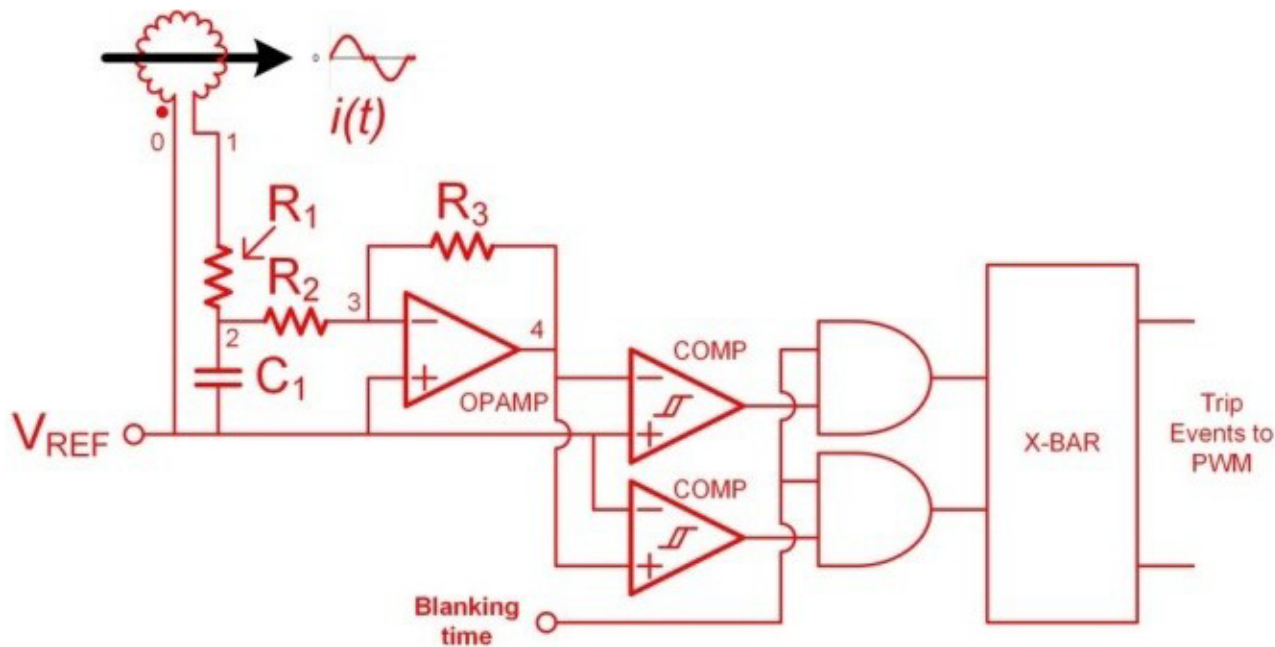 0
i(t)
0
1
R1
R3
R2
3
2
4
C1
−
+
OPAMP
VREF
COMP
−
+
COMP
−
+
X-BAR
Trip
Events to
PWM
Blanking
time